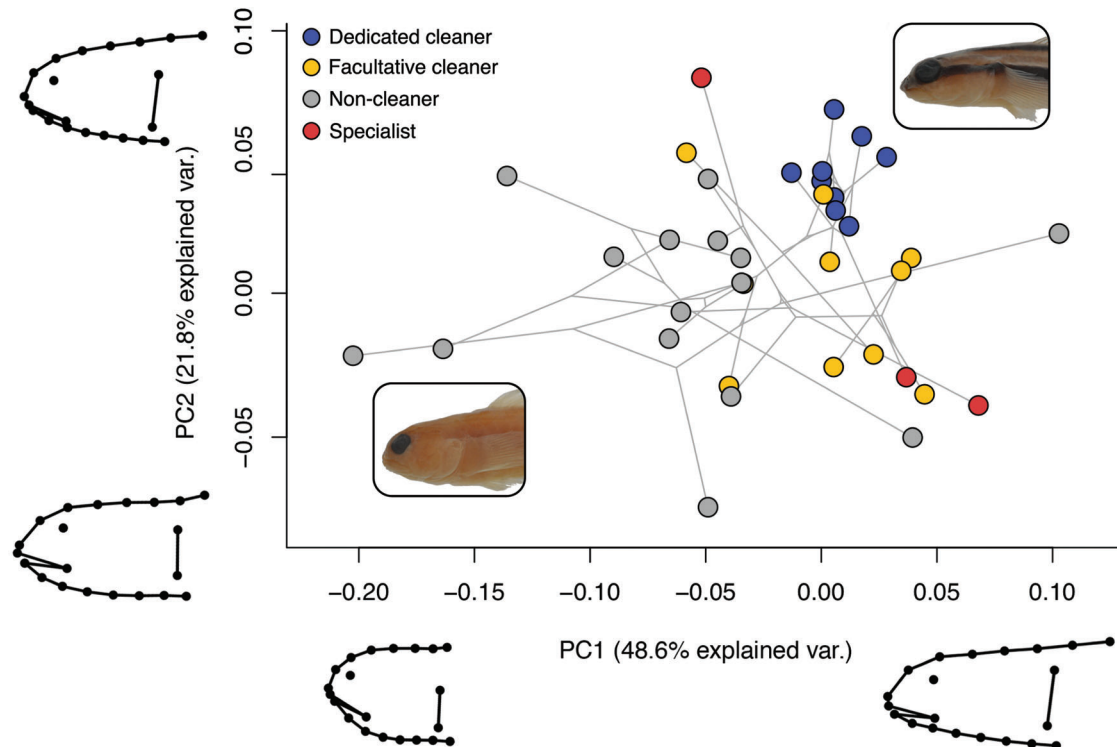 Dedicated cleaner
Facultative cleaner
Non-cleaner
Specialist
PC2 (21.8% explained var.)
0.10
0.05
0.00
−0.05
−0.20 −0.15 −0.10 −0.05 0.00 0.05 0.10
PC1 (48.6% explained var.)